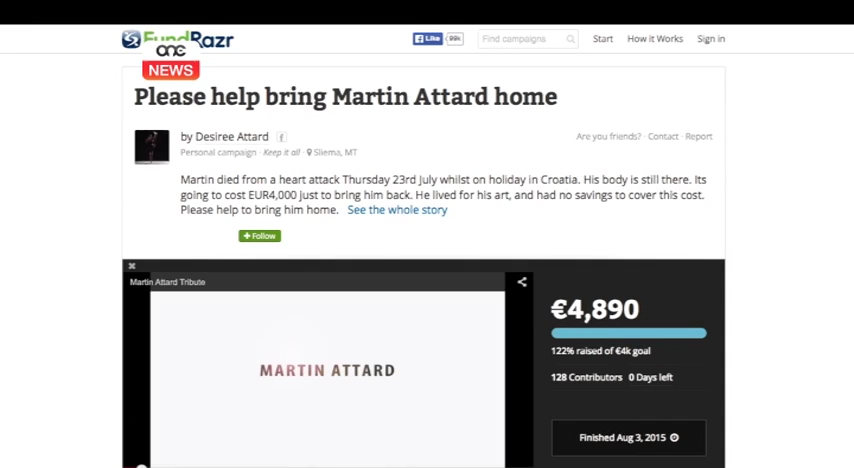 FundRazr
one
NEWS
Like 99k
Find campaigns
Start How it Works Sign in
Please help bring Martin Attard home
by Desiree Attard
Are you friends? · Contact · Report
Personal campaign · Keep it all · Sliema, MT
Martin died from a heart attack Thursday 23rd July whilst on holiday in Croatia. His body is still there. Its
going to cost EUR4,000 just to bring him back. He lived for his art, and had no savings to cover this cost.
Please help to bring him home. See the whole story
+ Follow
Martin Attard Tribute
MARTIN ATTARD
€4,890
122% raised of €4k goal
128 Contributors 0 Days left
Finished Aug 3, 2015